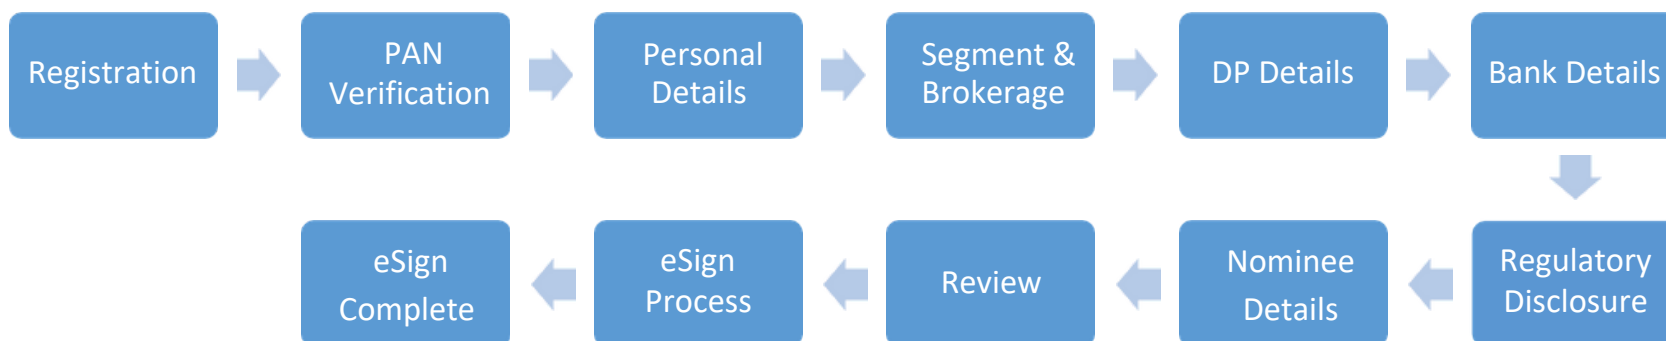 Registration
PAN
Verification
Personal
Details
Segment &
Brokerage
DP Details
Bank Details
Regulatory
Disclosure
Nominee
Details
Review
eSign
Process
eSign
Complete